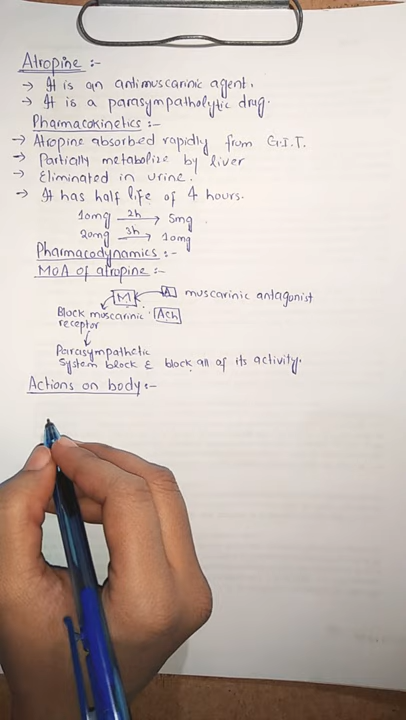 Atropine :-
→ It is an antimuscarinic agent.
→ It is a parasympatholytic drug.
Pharmacokinetics :-
→ Atropine absorbed rapidly from G.I.T.
→ Partially metabolize by liver
→ Eliminated in urine.
→ It has half life of 4 hours.
10mg 2h→ 5mg
20mg 3h→ 10mg
Pharmacodynamics :-
MOA of atropine :-
M A muscarinic antagonist
Block muscarinic Ach
receptor
Parasympathetic
System block & block all of its activity.
Actions on body :-